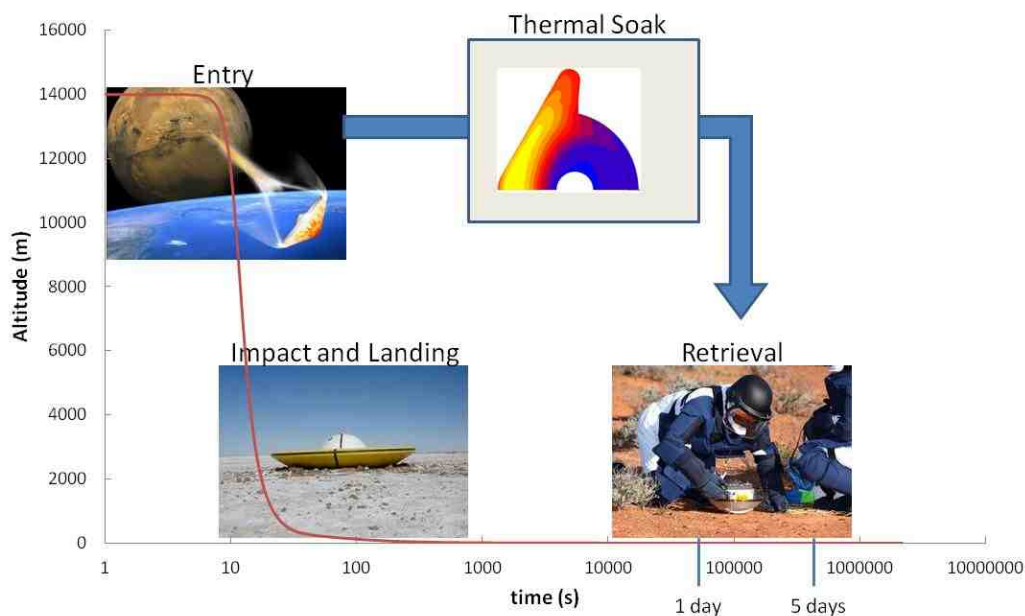 Thermal Soak
Entry
Impact and Landing
Retrieval
Altitude (m)
16000
14000
12000
10000
8000
6000
4000
2000
0
1
10
100
1000
10000
100000
1000000
10000000
time (s)
1 day
5 days